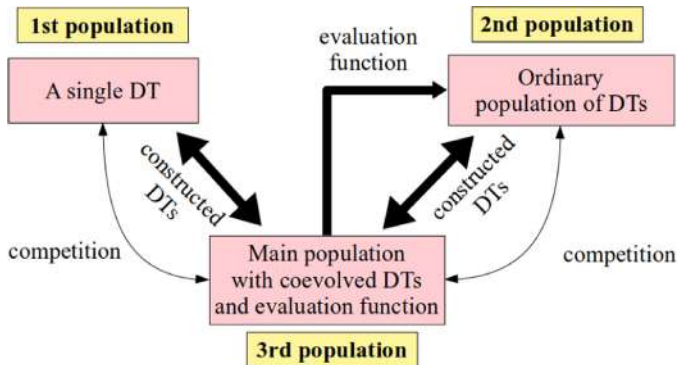 1st population
2nd population
evaluation
function
A single DT
Ordinary
population of DTs
constructed
DTs
constructed
DTs
competition
Main population
with coevolved DTs
and evaluation function
competition
3rd population